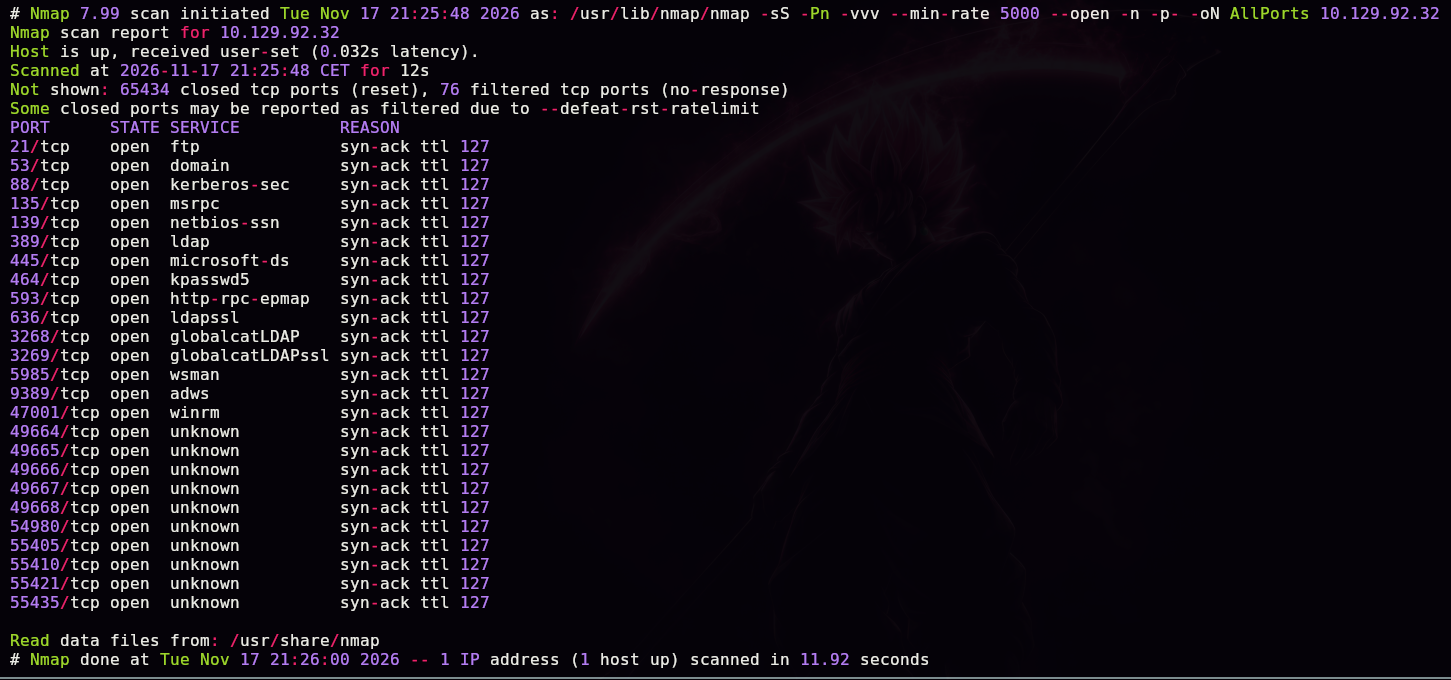 # Nmap 7.99 scan initiated Tue Nov 17 21:25:48 2026 as: /usr/lib/nmap/nmap -sS -Pn -vvv --min-rate 5000 --open -n -p- -oN AllPorts 10.129.92.32
Nmap scan report for 10.129.92.32
Host is up, received user-set (0.032s latency).
Scanned at 2026-11-17 21:25:48 CET for 12s
Not shown: 65434 closed tcp ports (reset), 76 filtered tcp ports (no-response)
Some closed ports may be reported as filtered due to --defeat-rst-ratelimit
PORT      STATE SERVICE          REASON
21/tcp    open  ftp              syn-ack ttl 127
53/tcp    open  domain           syn-ack ttl 127
88/tcp    open  kerberos-sec     syn-ack ttl 127
135/tcp   open  msrpc            syn-ack ttl 127
139/tcp   open  netbios-ssn      syn-ack ttl 127
389/tcp   open  ldap             syn-ack ttl 127
445/tcp   open  microsoft-ds     syn-ack ttl 127
464/tcp   open  kpasswd5         syn-ack ttl 127
593/tcp   open  http-rpc-epmap   syn-ack ttl 127
636/tcp   open  ldapssl          syn-ack ttl 127
3268/tcp  open  globalcatLDAP    syn-ack ttl 127
3269/tcp  open  globalcatLDAPssl syn-ack ttl 127
5985/tcp  open  wsman            syn-ack ttl 127
9389/tcp  open  adws             syn-ack ttl 127
47001/tcp open  winrm            syn-ack ttl 127
49664/tcp open  unknown          syn-ack ttl 127
49665/tcp open  unknown          syn-ack ttl 127
49666/tcp open  unknown          syn-ack ttl 127
49667/tcp open  unknown          syn-ack ttl 127
49668/tcp open  unknown          syn-ack ttl 127
54980/tcp open  unknown          syn-ack ttl 127
55405/tcp open  unknown          syn-ack ttl 127
55410/tcp open  unknown          syn-ack ttl 127
55421/tcp open  unknown          syn-ack ttl 127
55435/tcp open  unknown          syn-ack ttl 127
Read data files from: /usr/share/nmap
# Nmap done at Tue Nov 17 21:26:00 2026 -- 1 IP address (1 host up) scanned in 11.92 seconds